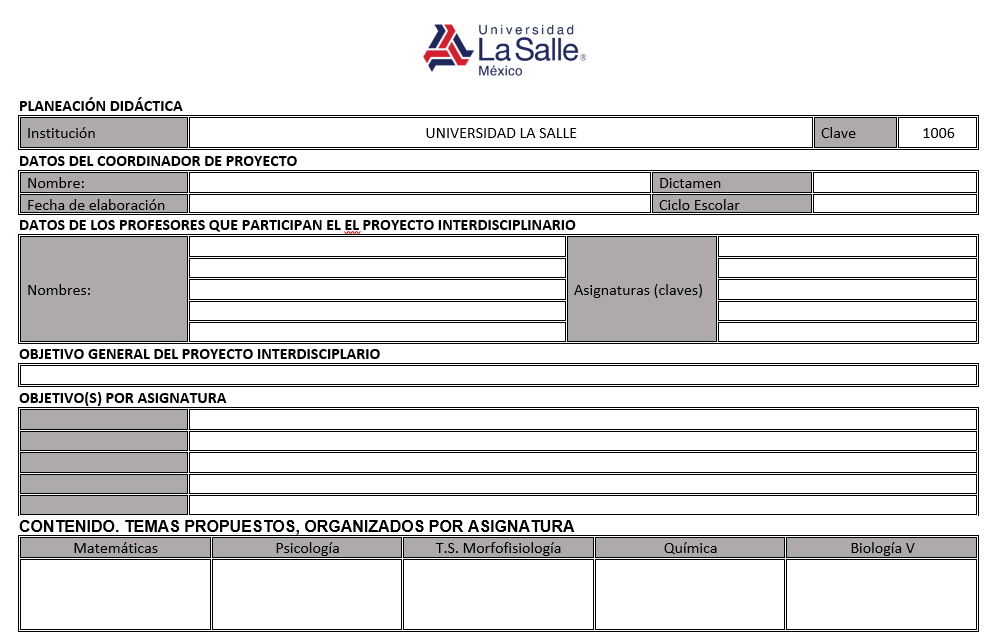 Universidad
La Salle®
México
PLANEACIÓN DIDÁCTICA
Institución UNIVERSIDAD LA SALLE Clave 1006
DATOS DEL COORDINADOR DE PROYECTO
Nombre: Dictamen
Fecha de elaboración Ciclo Escolar
DATOS DE LOS PROFESORES QUE PARTICIPAN EL EL PROYECTO INTERDISCIPLINARIO
Nombres: Asignaturas (claves)
OBJETIVO GENERAL DEL PROYECTO INTERDISCIPLARIO
OBJETIVO(S) POR ASIGNATURA
CONTENIDO. TEMAS PROPUESTOS, ORGANIZADOS POR ASIGNATURA
Matemáticas Psicología T.S. Morfofisiología Química Biología V